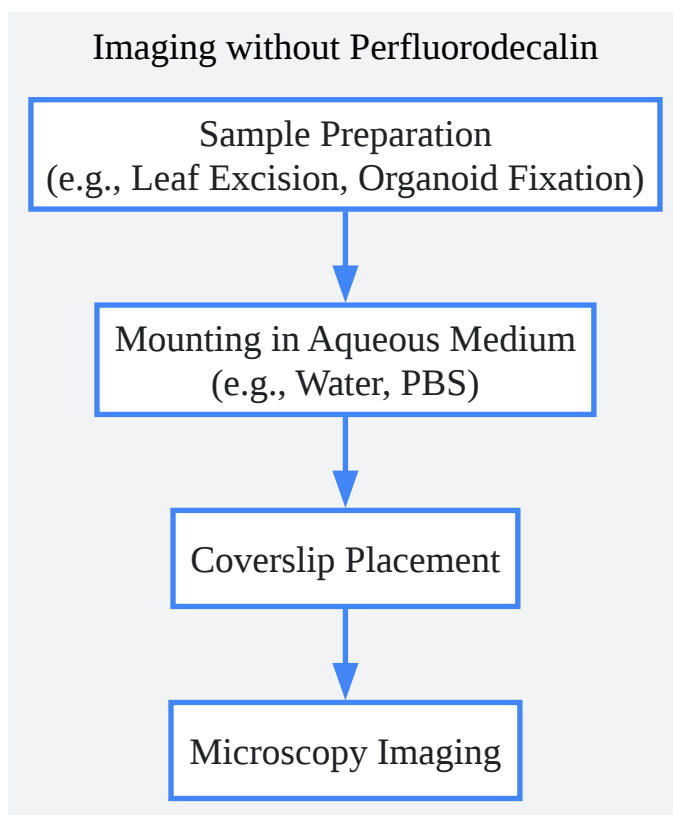 Imaging without Perfluorodecalin
Sample Preparation
(e.g., Leaf Excision, Organoid Fixation)
Mounting in Aqueous Medium
(e.g., Water, PBS)
Coverslip Placement
Microscopy Imaging